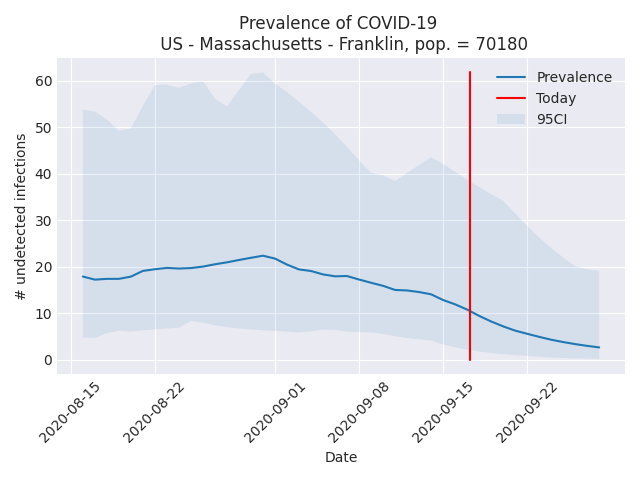 Prevalence of COVID-19
US - Massachusetts - Franklin, pop. = 70180
Prevalence
Today
95CI
# undetected infections
60
50
40
30
20
10
0
2020-08-15
2020-08-22
2020-09-01
2020-09-08
2020-09-15
2020-09-22
Date